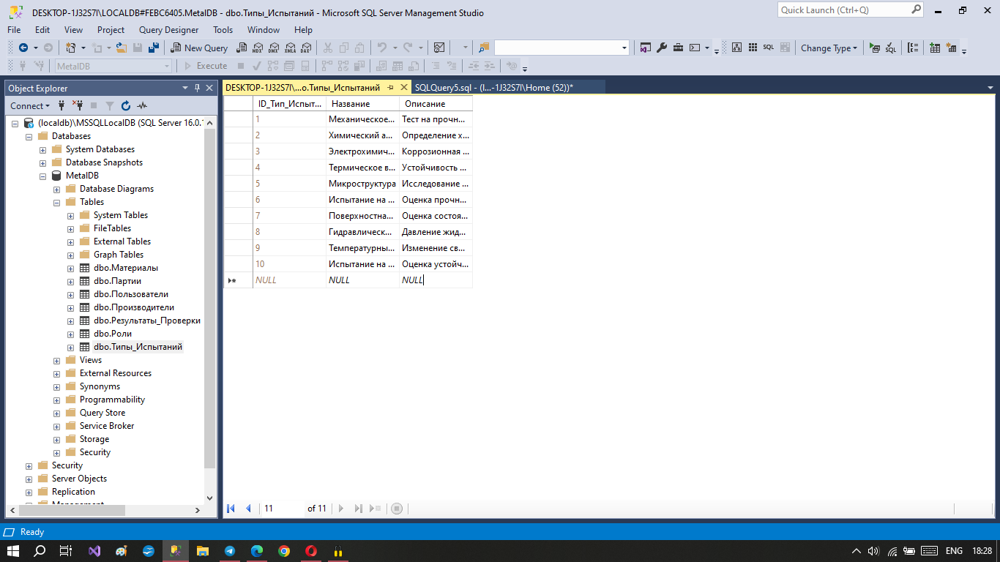 DESKTOP-1J32S7I\LOCALDB#FEBC6405.MetalDB - dbo.Типы_Испытаний - Microsoft SQL Server Management Studio
Quick Launch (Ctrl+Q)
File Edit View Project Query Designer Tools Window Help
New Query MDX DMX XMLA DAX SQL Change Type SQL
MetalDB Execute
Object Explorer
DESKTOP-1J32S7I\...о.Типы_Испытаний
SQLQuery5.sql - (l...-1J32S7I\Home (52))*
Connect
(localdb)\MSSQLLocalDB (SQL Server 16.0.1
Databases
System Databases
Database Snapshots
MetalDB
Database Diagrams
Tables
System Tables
FileTables
External Tables
Graph Tables
dbo.Материалы
dbo.Партии
dbo.Пользователи
dbo.Производители
dbo.Результаты_Проверки
dbo.Роли
dbo.Типы_Испытаний
Views
External Resources
Synonyms
Programmability
Query Store
Service Broker
Storage
Security
Security
Server Objects
Replication
Management
ID_Тип_Испыт... Название Описание
1 Механическое... Тест на прочн...
2 Химический а... Определение х...
3 Электрохимич... Коррозионная ...
4 Термическое в... Устойчивость ...
5 Микроструктура Исследование ...
6 Испытание на ... Оценка прочн...
7 Поверхностна... Оценка состоя...
8 Гидравлическ... Давление жид...
9 Температурны... Изменение св...
10 Испытание на ... Оценка устойч...
NULL NULL NULL
11 of 11
Ready
ENG 18:28